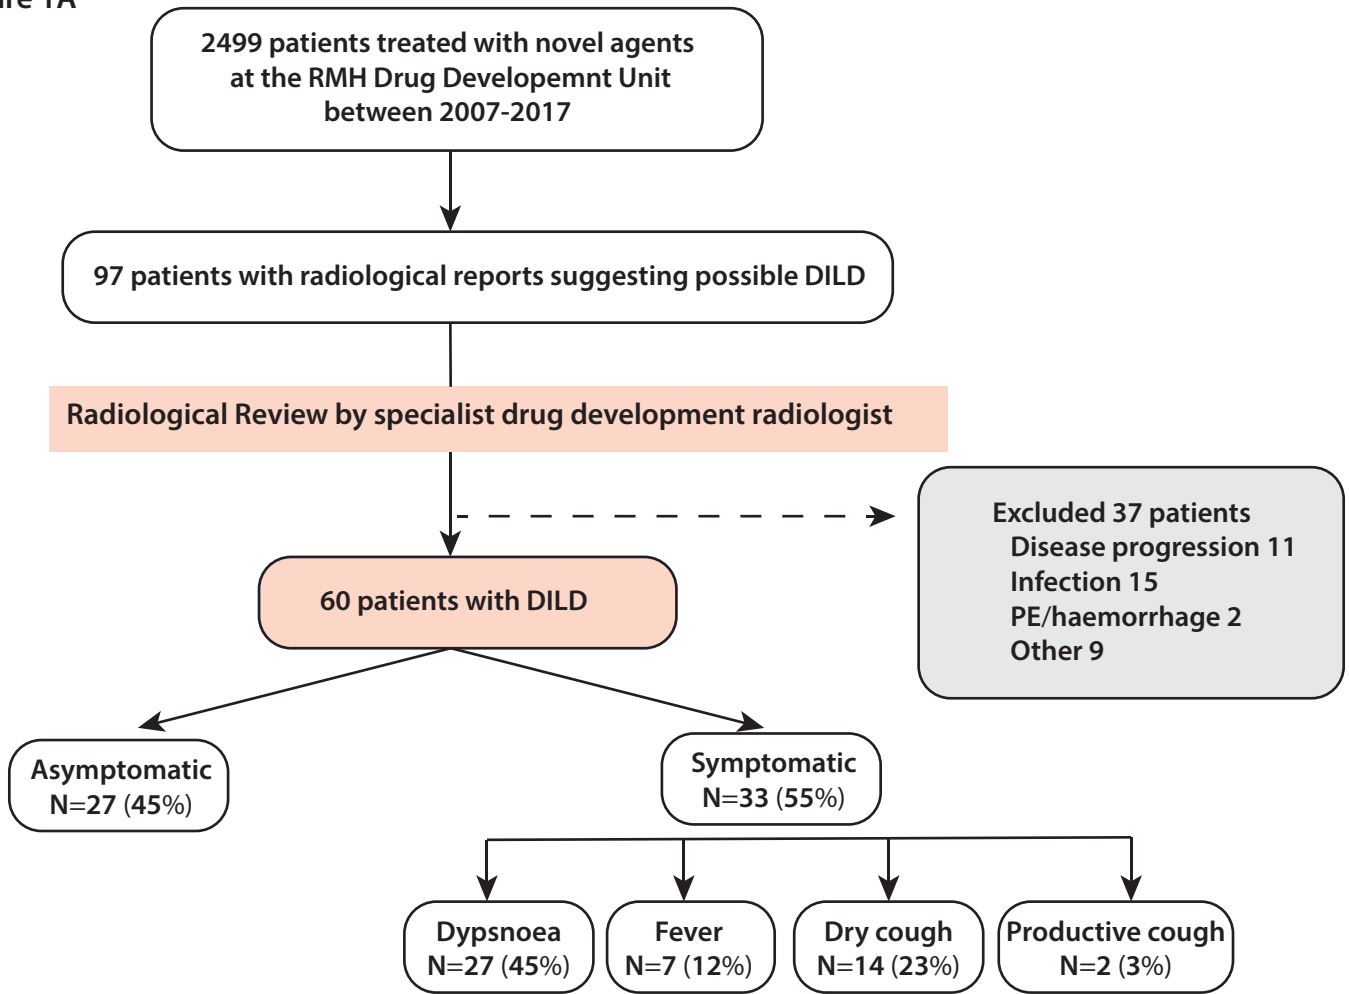 2499 patients treated with novel agents
at the RMH Drug Developemnt Unit
between 2007-2017
97 patients with radiological reports suggesting possible DILD
Radiological Review by specialist drug development radiologist
Excluded 37 patients
Disease progression 11
Infection 15
PE/haemorrhage 2
Other 9
60 patients with DILD
Asymptomatic
N=27 (45%)
Symptomatic
N=33 (55%)
Dypsnoea
N=27 (45%)
Fever
N=7 (12%)
Dry cough
N=14 (23%)
Productive cough
N=2 (3%)